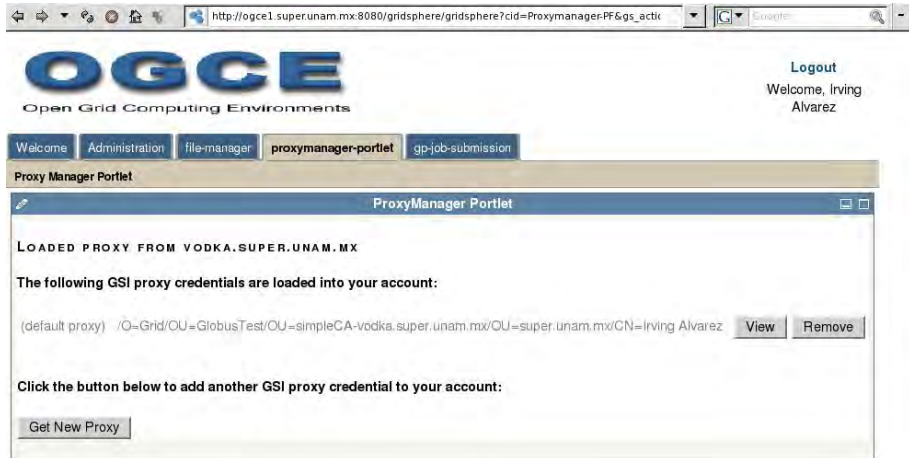 http://ogce1.super.unam.mx:8080/gridsphere/gridsphere?cid=Proxymanager-PF&gs_actic
G
OGCE
Open Grid Computing Environments
Logout
Welcome, Irving
Alvarez
Welcome Administration file-manager proxymanager-portlet gp-job-submission
Proxy Manager Portlet
ProxyManager Portlet
LOADED PROXY FROM VODKA.SUPER.UNAM.MX
The following GSI proxy credentials are loaded into your account:
(default proxy) /O=Grid/OU=GlobusTest/OU=simpleCA-vodka.super.unam.mx/OU=super.unam.mx/CN=Irving Alvarez View Remove
Click the button below to add another GSI proxy credential to your account:
Get New Proxy